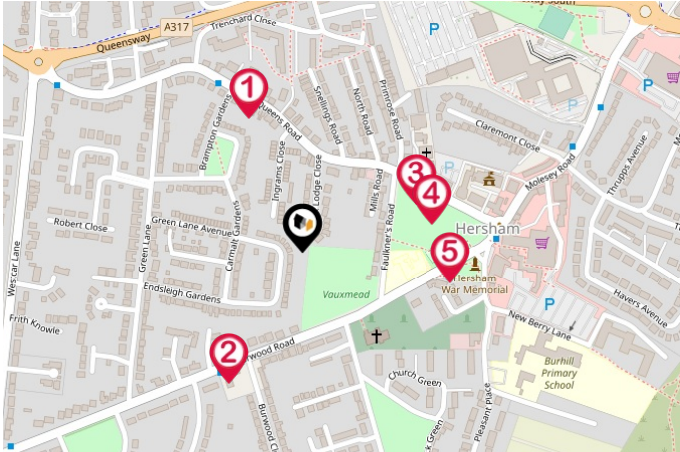 Trenchard Close
A317
Queensway
P
P
P
P
1
Queens Road
Brampton Gardens
Snellings Road
North Road
Primrose Road
Claremont Close
Ingrams Close
Lodge Close
Mills Road
3
4
P
Molesey Road
Thrupps Avenue
Robert Close
Green Lane Avenue
Carmalt Gardens
Green Lane
Faulkner's Road
Hersham
5
Hersham
War Memorial
Westcar Lane
Endsleigh Gardens
Vauxmead
P
Havers Avenue
New Berry Lane
Frith Knowle
2
Burwood Road
Church Green
Burhill
Primary
School
Pleasant Place